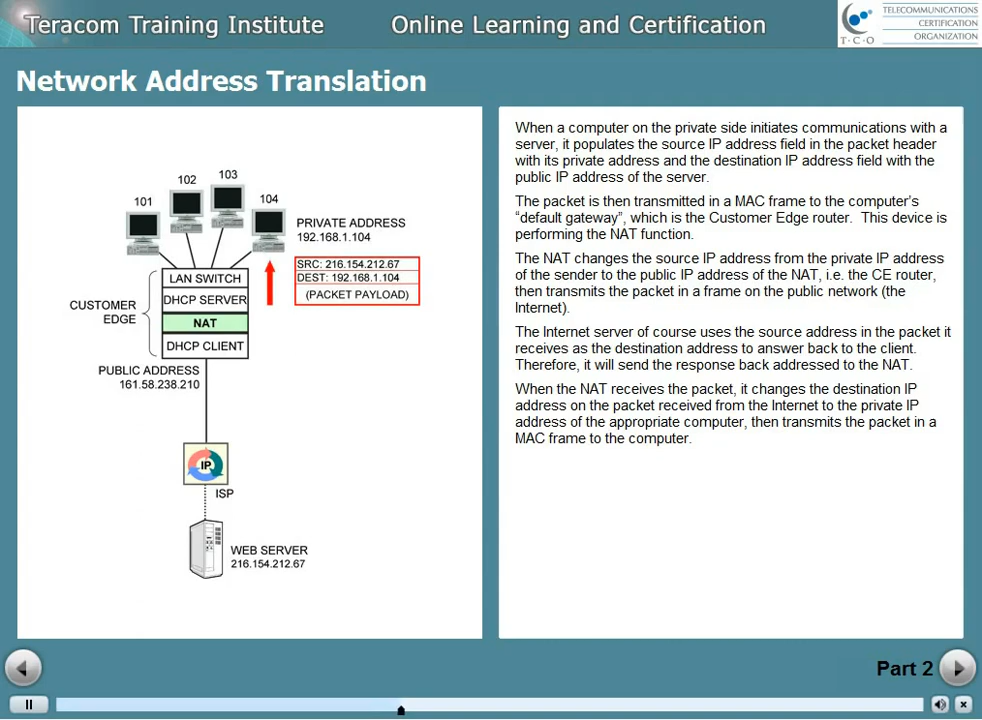 Teracom Training Institute
Online Learning and Certification
TELECOMMUNICATIONS
CERTIFICATION
ORGANIZATION
T·C·O
Network Address Translation
101
102
103
104
PRIVATE ADDRESS
192.168.1.104
SRC: 216.154.212.67
DEST: 192.168.1.104
(PACKET PAYLOAD)
LAN SWITCH
DHCP SERVER
NAT
DHCP CLIENT
CUSTOMER
EDGE
PUBLIC ADDRESS
161.58.238.210
IP
ISP
WEB SERVER
216.154.212.67
When a computer on the private side initiates communications with a
server, it populates the source IP address field in the packet header
with its private address and the destination IP address field with the
public IP address of the server.
The packet is then transmitted in a MAC frame to the computer’s
“default gateway”, which is the Customer Edge router. This device is
performing the NAT function.
The NAT changes the source IP address from the private IP address
of the sender to the public IP address of the NAT, i.e. the CE router,
then transmits the packet in a frame on the public network (the
Internet).
The Internet server of course uses the source address in the packet it
receives as the destination address to answer back to the client.
Therefore, it will send the response back addressed to the NAT.
When the NAT receives the packet, it changes the destination IP
address on the packet received from the Internet to the private IP
address of the appropriate computer, then transmits the packet in a
MAC frame to the computer.
Part 2